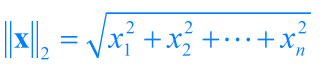 ‖𝐱‖₂ = √(x₁² + x₂² + ⋯ + xₙ²)